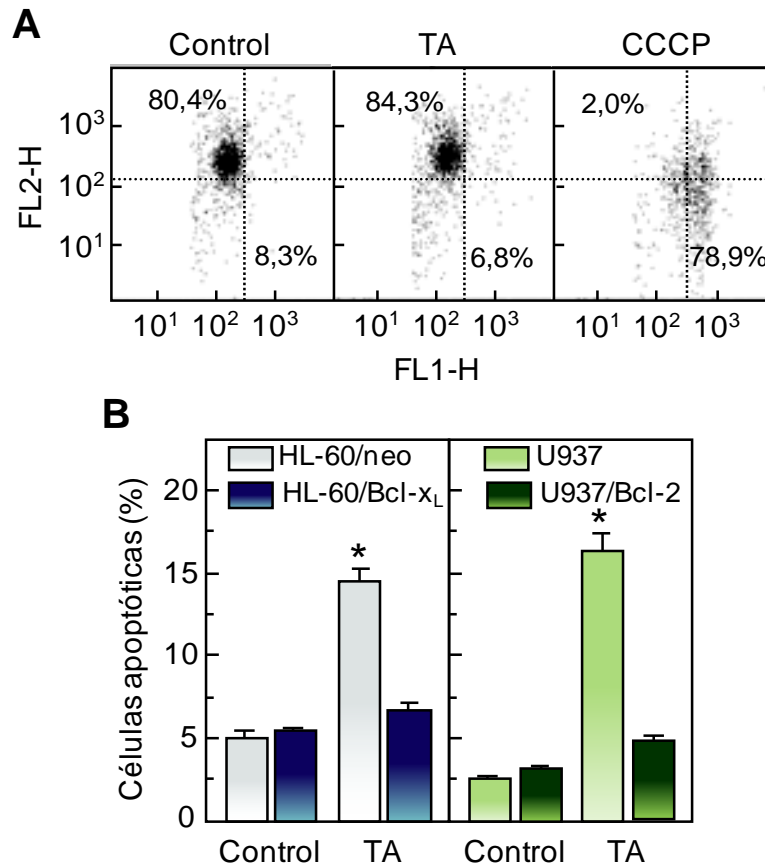 A
Control TA CCCP
80,4% 84,3% 2,0%
10³ 10² 10¹
FL2-H
8,3% 6,8% 78,9%
10¹ 10² 10³ 10¹ 10² 10³ 10¹ 10² 10³
FL1-H
B
HL-60/neo U937
HL-60/Bcl-xL U937/Bcl-2
Células apoptóticas (%)
20
* *
15
10
5
0
Control TA Control TA